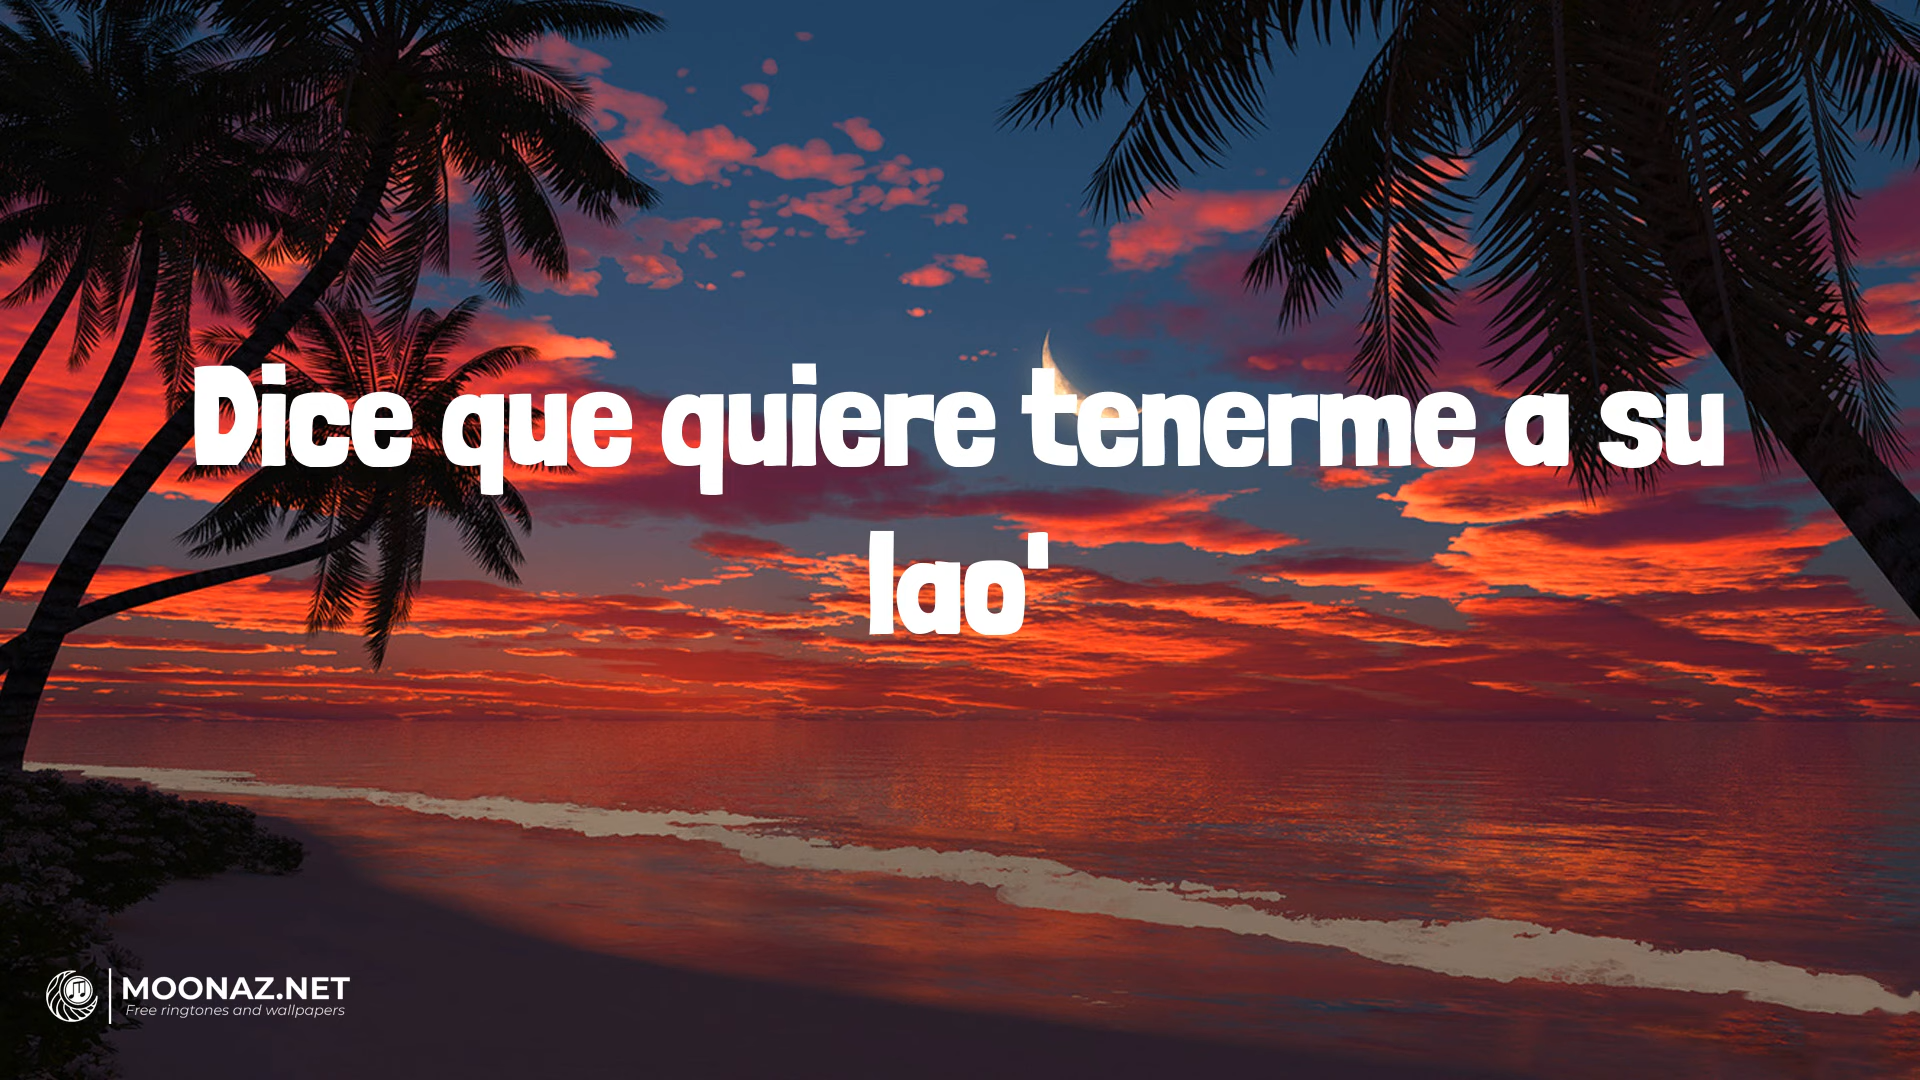 Dice que quiere tenerme a su
lao'
MOONAZ.NET
Free ringtones and wallpapers